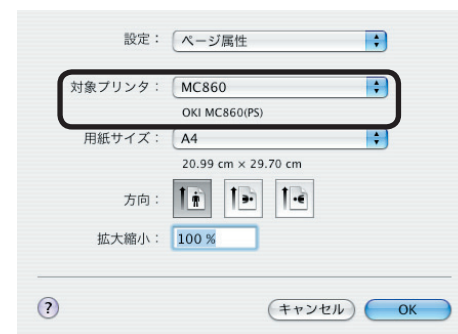 設定： ページ属性
対象プリンタ： MC860
OKI MC860(PS)
用紙サイズ： A4
20.99 cm × 29.70 cm
方向：
拡大縮小： 100 %
? キャンセル OK